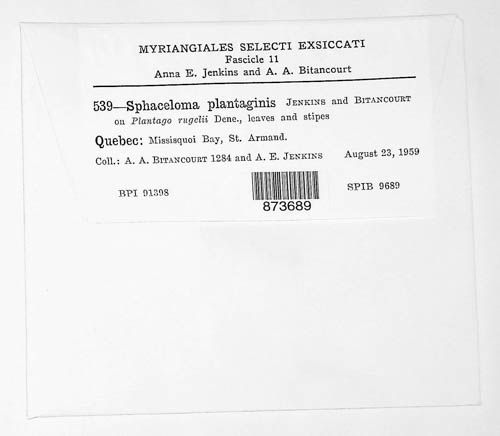 MYRIANGIALES SELECTI EXSICCATI
Fascicle 11
Anna E. Jenkins and A. A. Bitancourt
539—Sphaceloma plantaginis JENKINS and BITANCOURT
on Plantago rugelii Dene., leaves and stipes
Quebec: Missisquoi Bay, St. Armand.
Coll.: A. A. BITANCOURT 1284 and A. E. JENKINS August 23, 1959
BPI 91398 SPIB 9689
873689